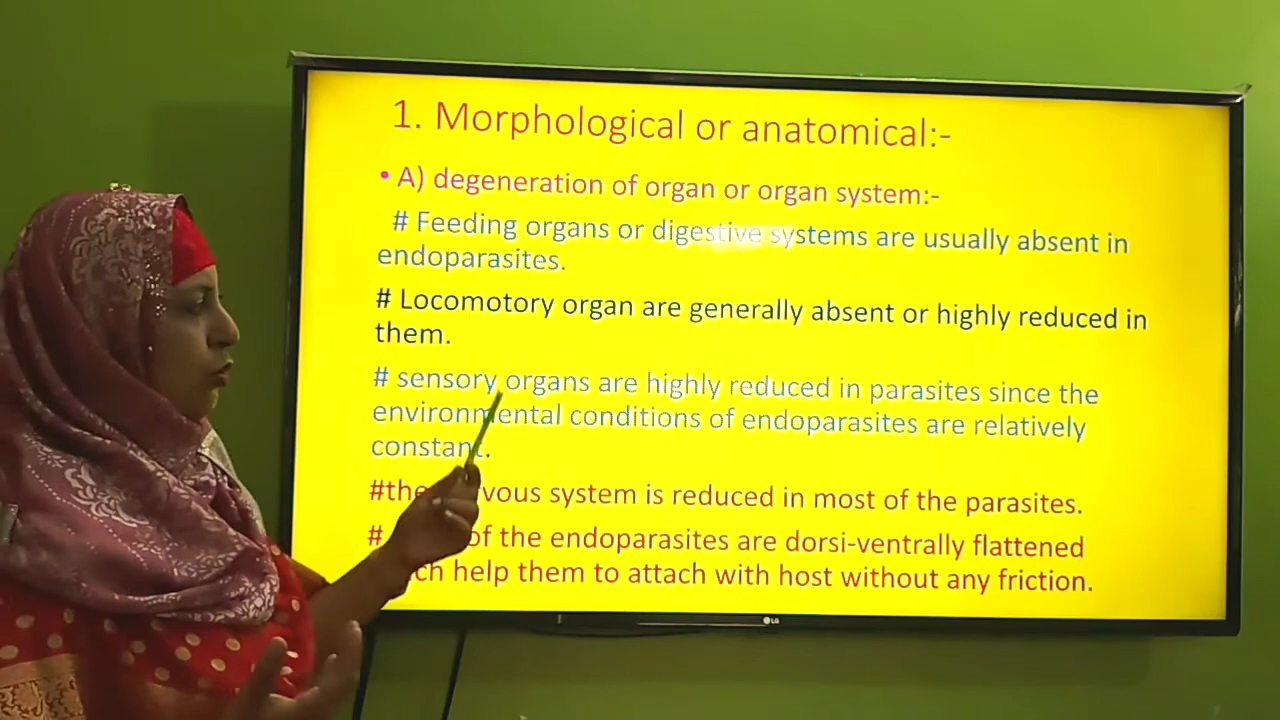 1. Morphological or anatomical:-
• A) degeneration of organ or organ system:-
# Feeding organs or digestive systems are usually absent in
endoparasites.
# Locomotory organ are generally absent or highly reduced in
them.
# sensory organs are highly reduced in parasites since the
environmental conditions of endoparasites are relatively
constant.
#the vous system is reduced in most of the parasites.
# of the endoparasites are dorsi-ventrally flattened
ch help them to attach with host without any friction.
LG